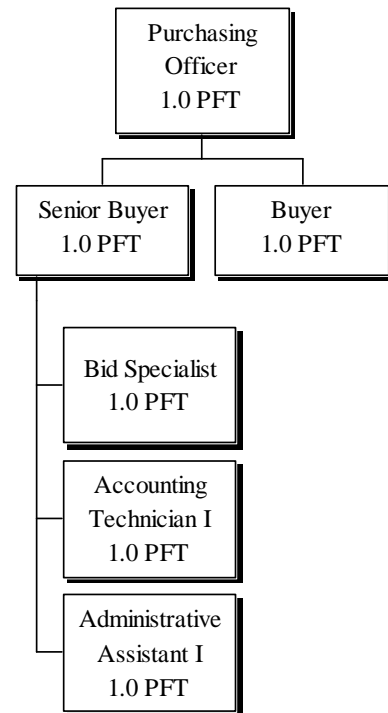 Purchasing
Officer
1.0 PFT
Senior Buyer
1.0 PFT
Buyer
1.0 PFT
Bid Specialist
1.0 PFT
Accounting
Technician I
1.0 PFT
Administrative
Assistant I
1.0 PFT